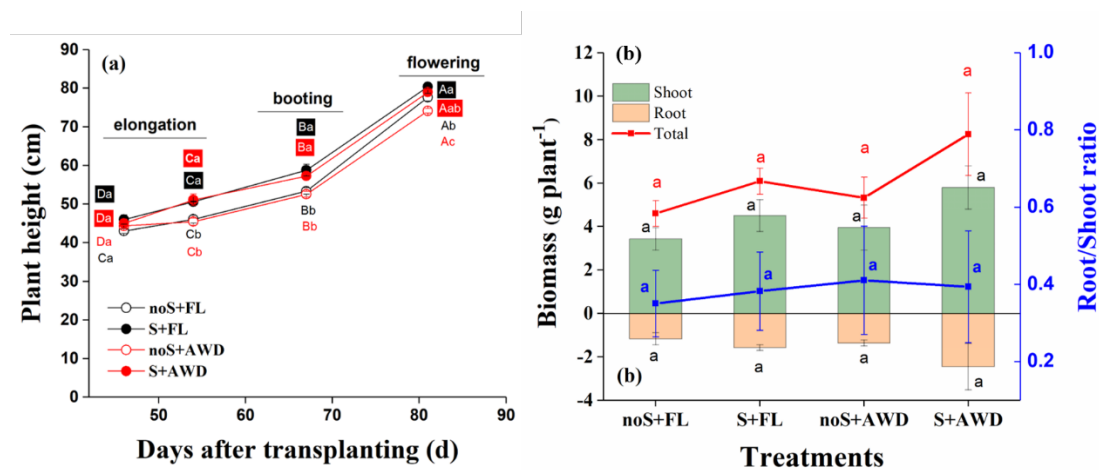 (a)
flowering
booting
elongation
90
80
70
60
50
40
30
20
10
0
Plant height (cm)
Aa
Aab
Ab
Ac
Ba
Ba
Bb
Bb
Ca
Ca
Cb
Cb
Da
Da
Da
Ca
noS+FL
S+FL
noS+AWD
S+AWD
50 60 70 80 90
Days after transplanting (d)
(b)
Shoot
Root
Total
12
10
8
6
4
2
0
-2
-4
Biomass (g plant⁻¹)
a a a a
a a a a
a a a a
a a a a
(b)
1.0
0.8
0.6
0.4
0.2
Root/Shoot ratio
noS+FL S+FL noS+AWD S+AWD
Treatments